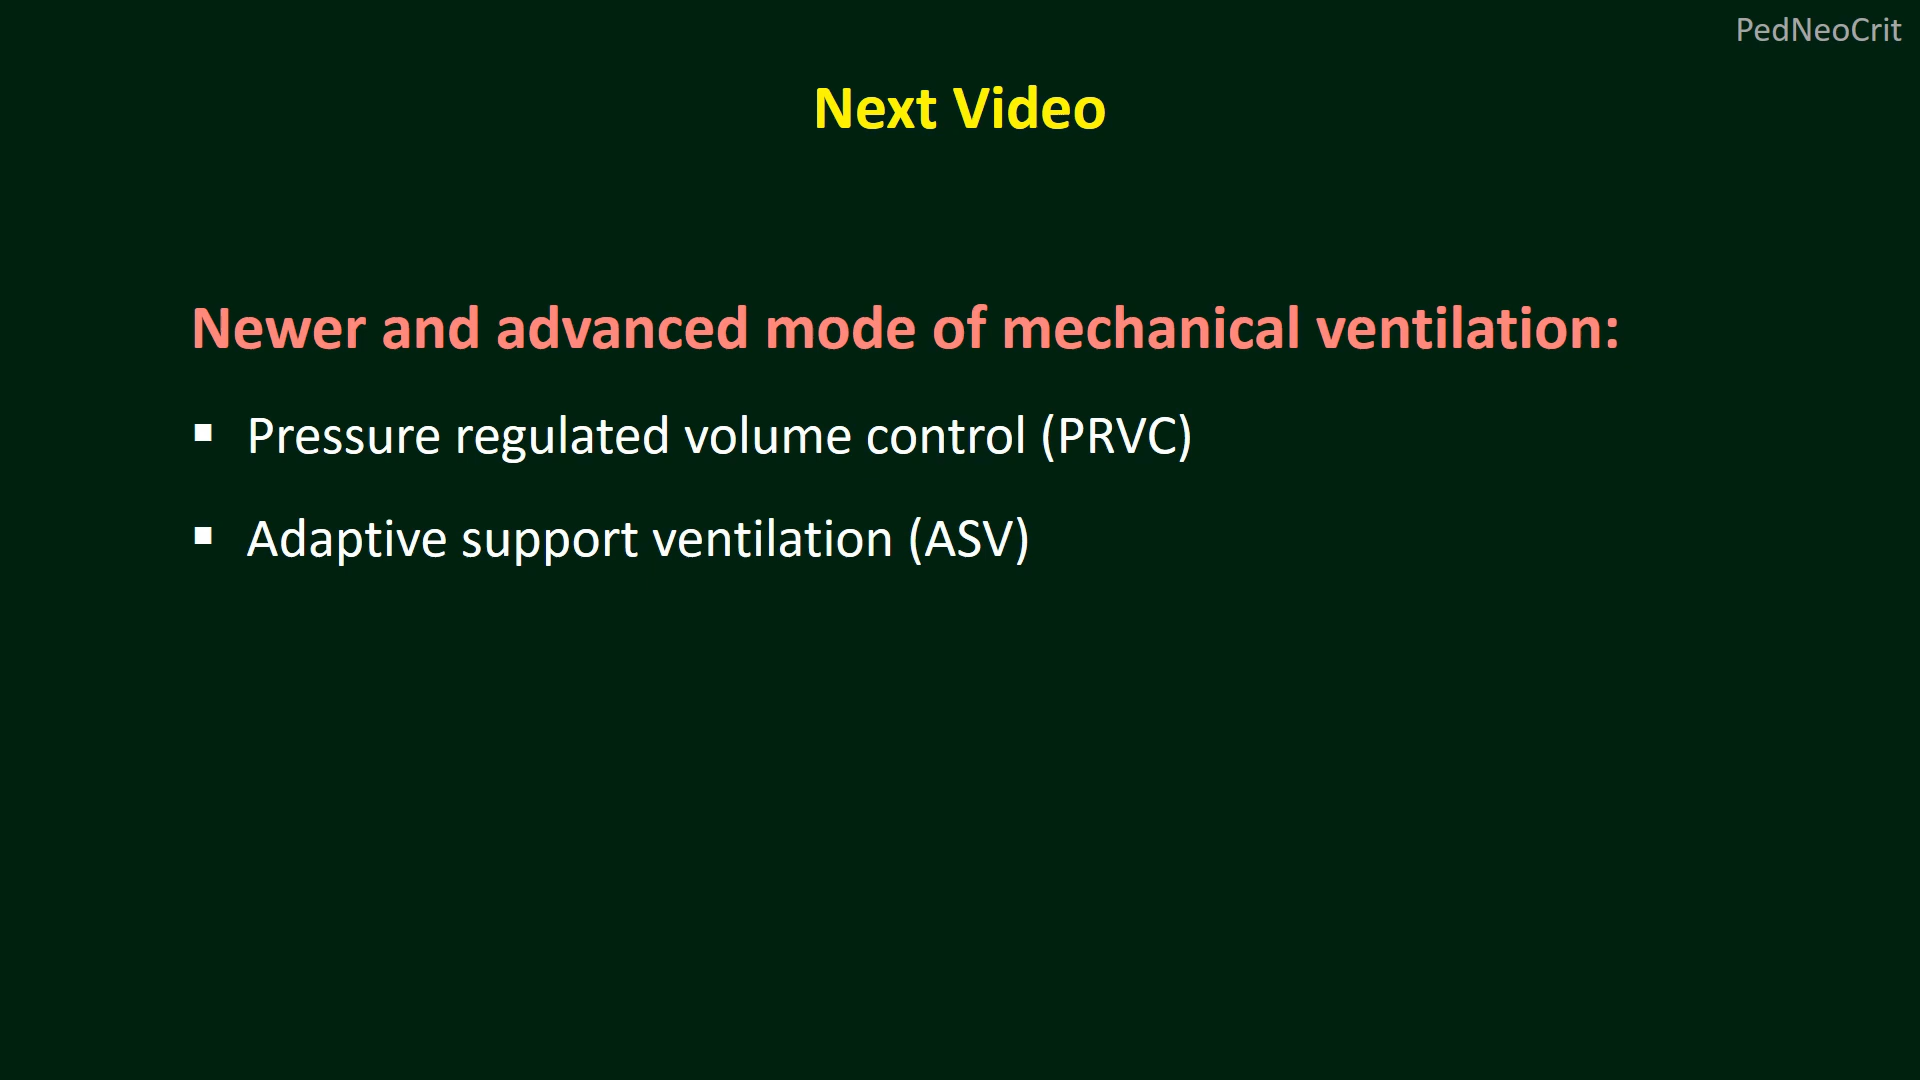 PedNeoCrit
Next Video
Newer and advanced mode of mechanical ventilation:
▪ Pressure regulated volume control (PRVC)
▪ Adaptive support ventilation (ASV)